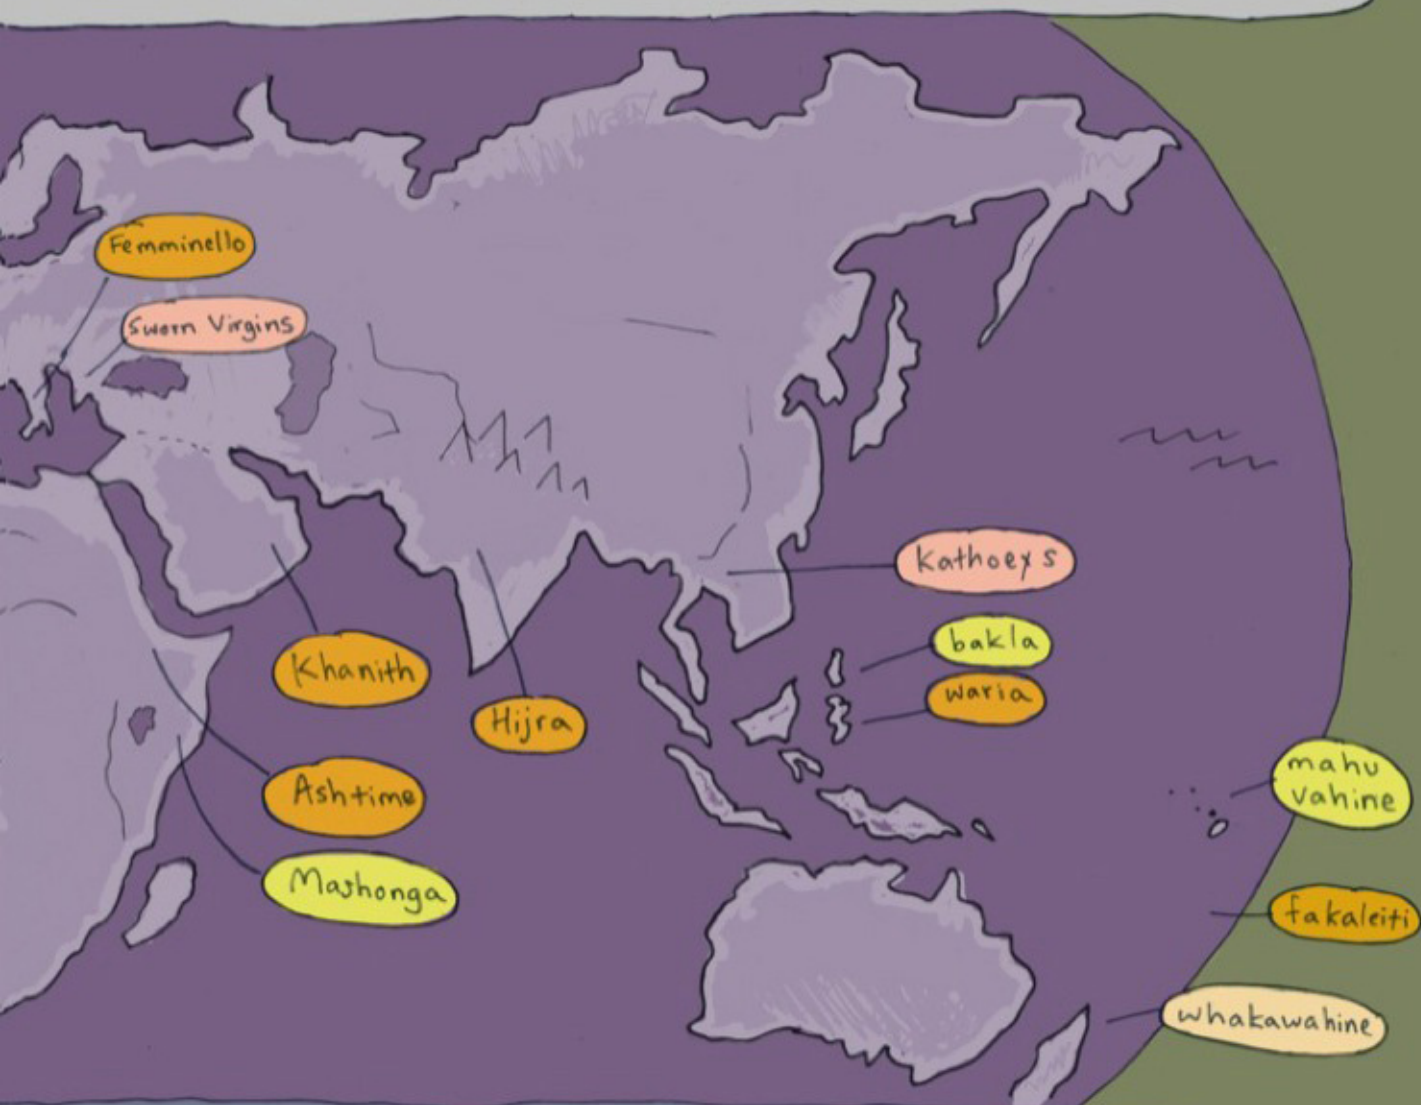 Femminello
Sworn Virgins
Kathoeys
bakla
waria
Khanith
Hijra
Ashtime
Mashonga
mahu
vahine
fakaleiti
whakawahine